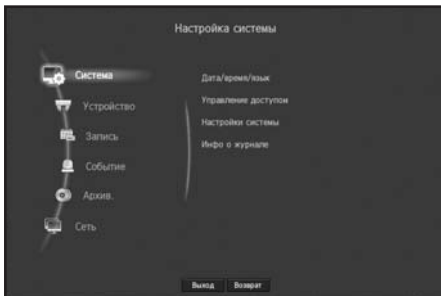 Настройка системы
Система
Дата/время/язык
Устройство
Управление доступом
Настройки системы
Запись
Инфо о журнале
Событие
Архив.
Сеть
Выход Возврат